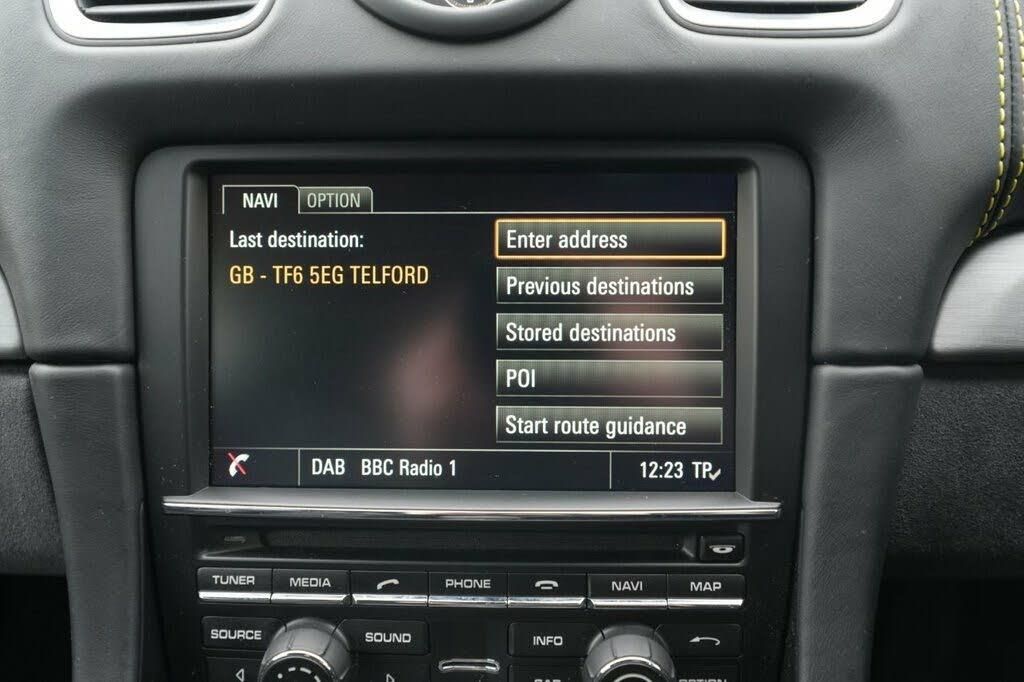 NAVI OPTION
Last destination:
GB - TF6 5EG TELFORD
Enter address
Previous destinations
Stored destinations
POI
Start route guidance
DAB BBC Radio 1
12:23 TP
TUNER MEDIA PHONE NAVI MAP
SOURCE SOUND INFO
OPTION